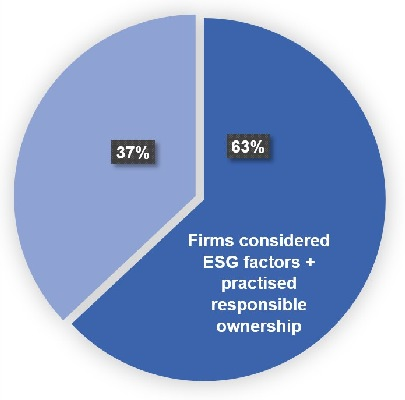 37%
63%
Firms considered
ESG factors +
practised
responsible
ownership